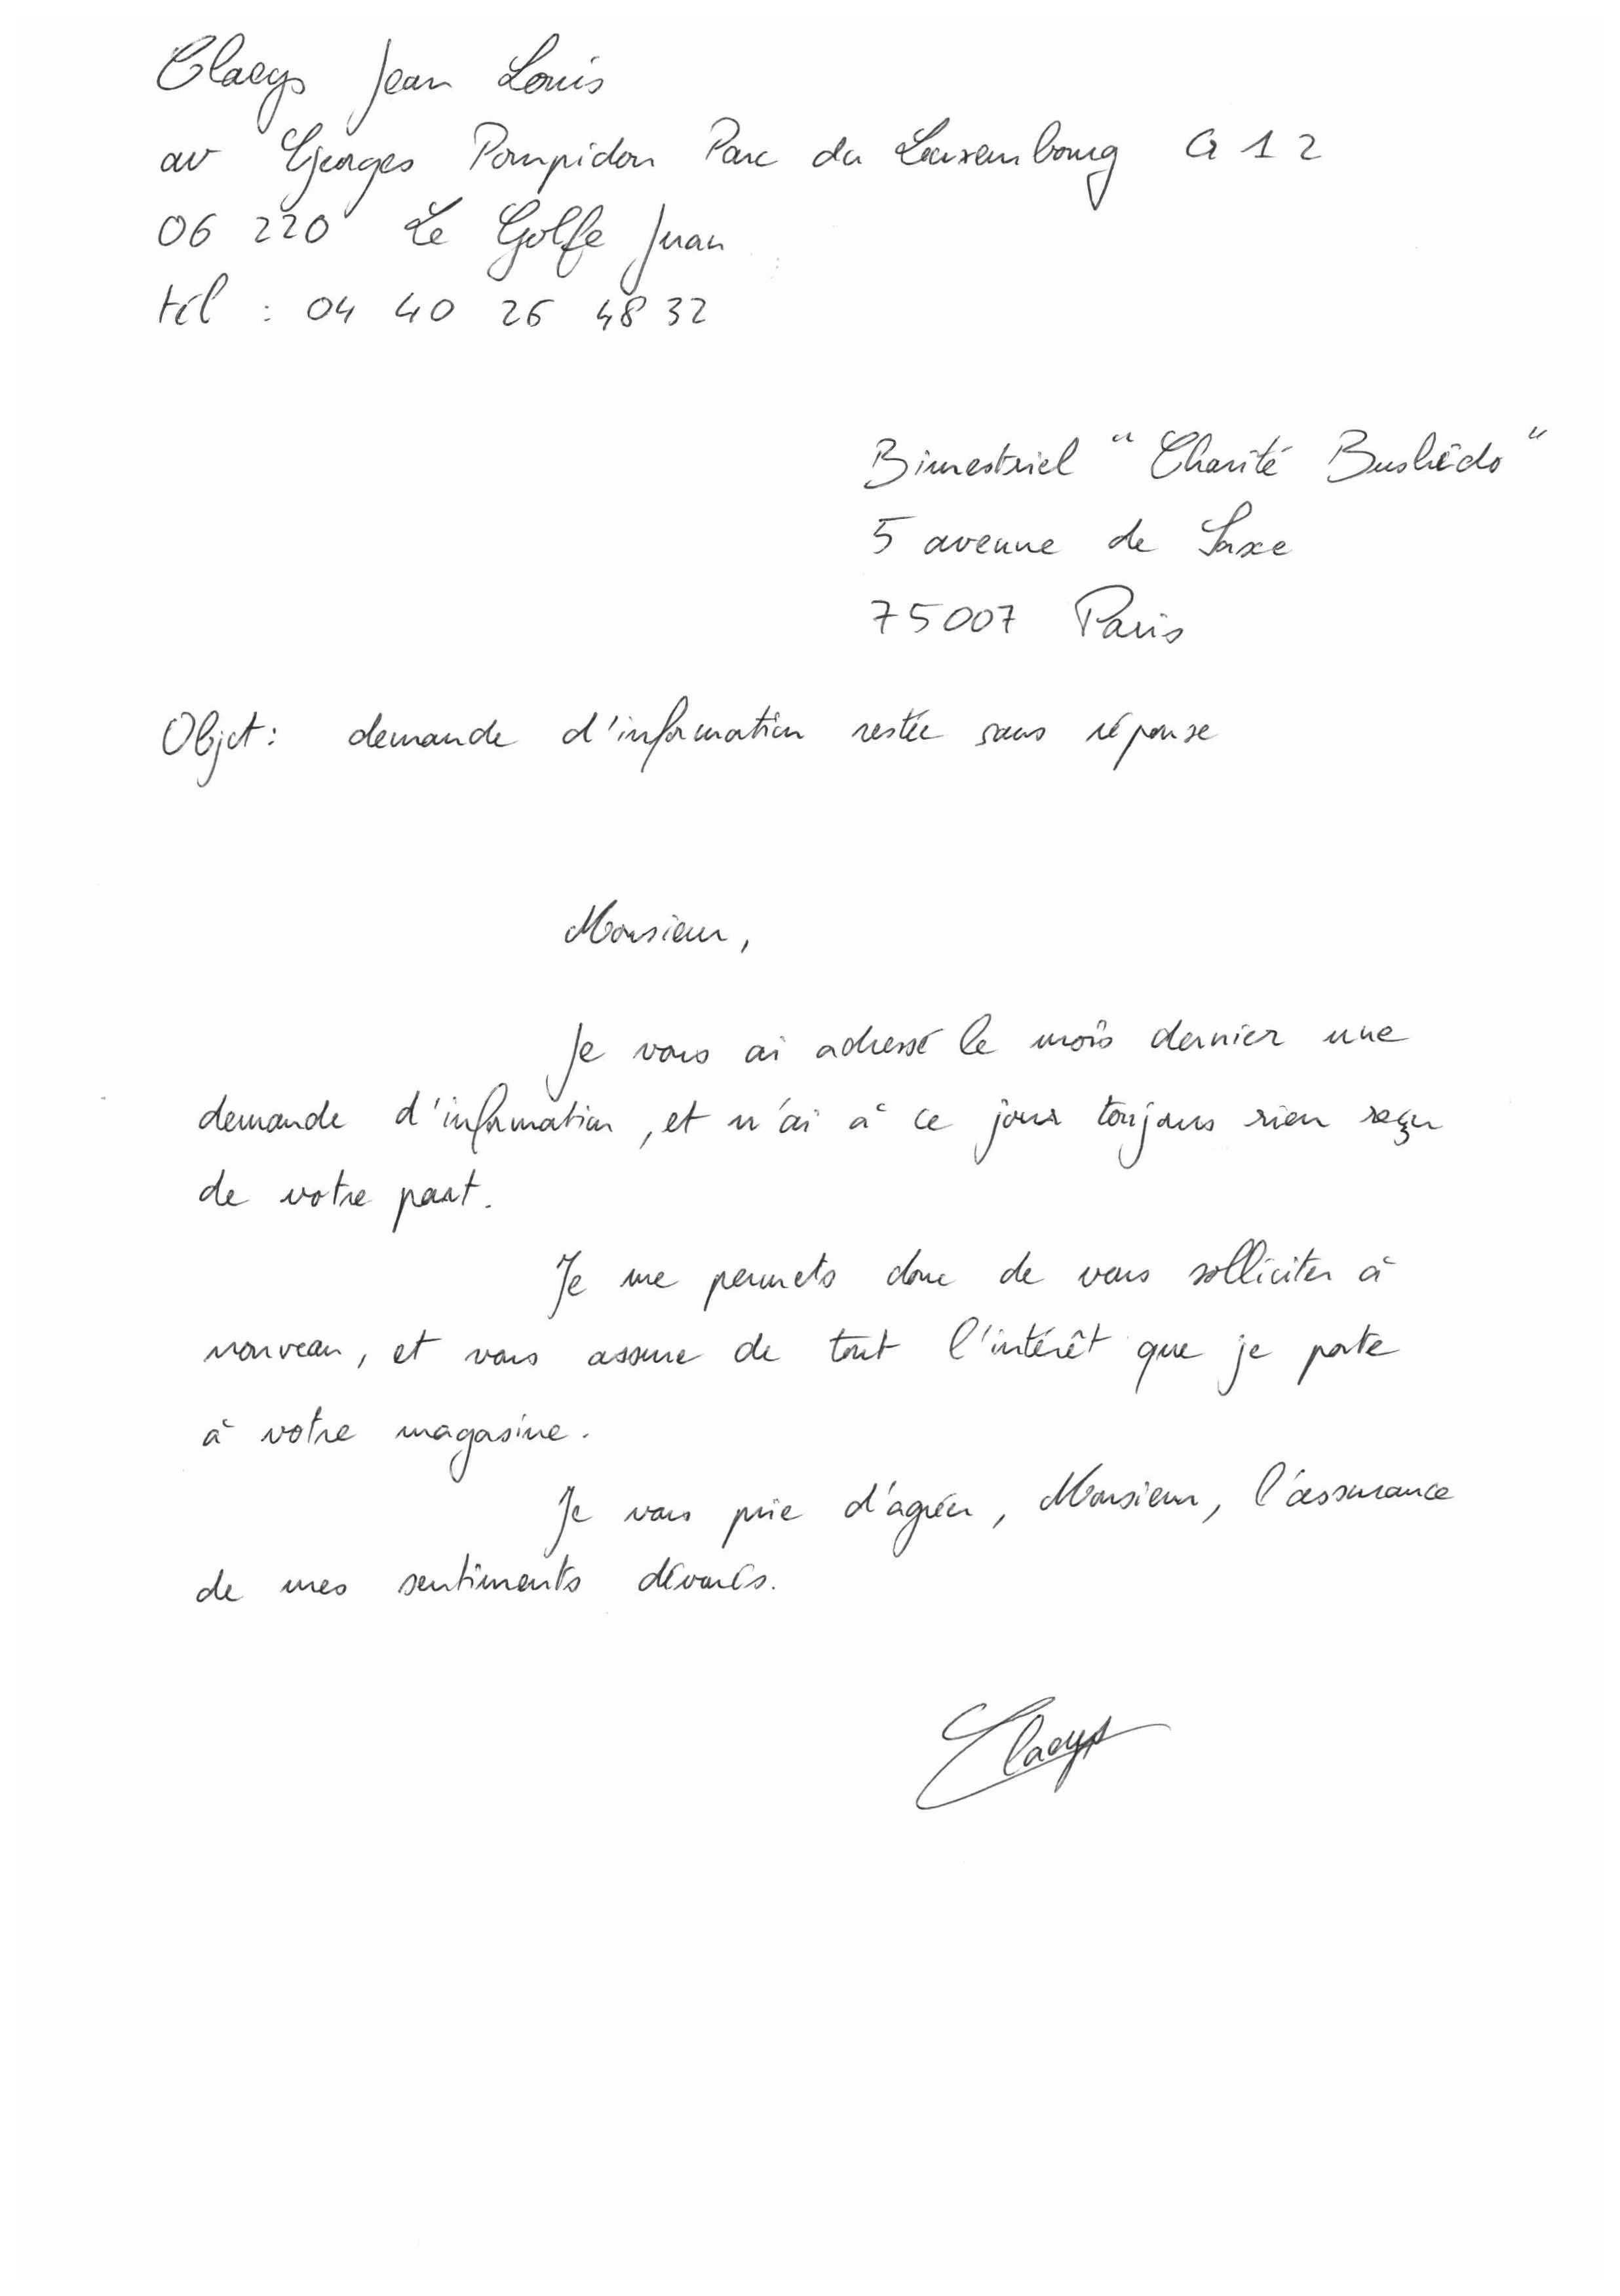 Claeys Jean Louis
av Georges Pompidou Parc du Luxembourg G 12
06 220 Le Golfe Juan
tél : 04 40 26 48 32
Bimestriel "Charité Bushido"
5 avenue de Saxe
75007 Paris
Objet : demande d'information restée sans réponse
Monsieur,
Je vous ai adressé le mois dernier une
demande d'information, et n'ai à ce jour toujours rien reçu
de votre part.
Je me permets donc de vous solliciter à
nouveau, et vous assure de tout l'intérêt que je porte
à votre magasine.
Je vous prie d'agréer, Monsieur, l'assurance
de mes sentiments dévoués.
Claeys